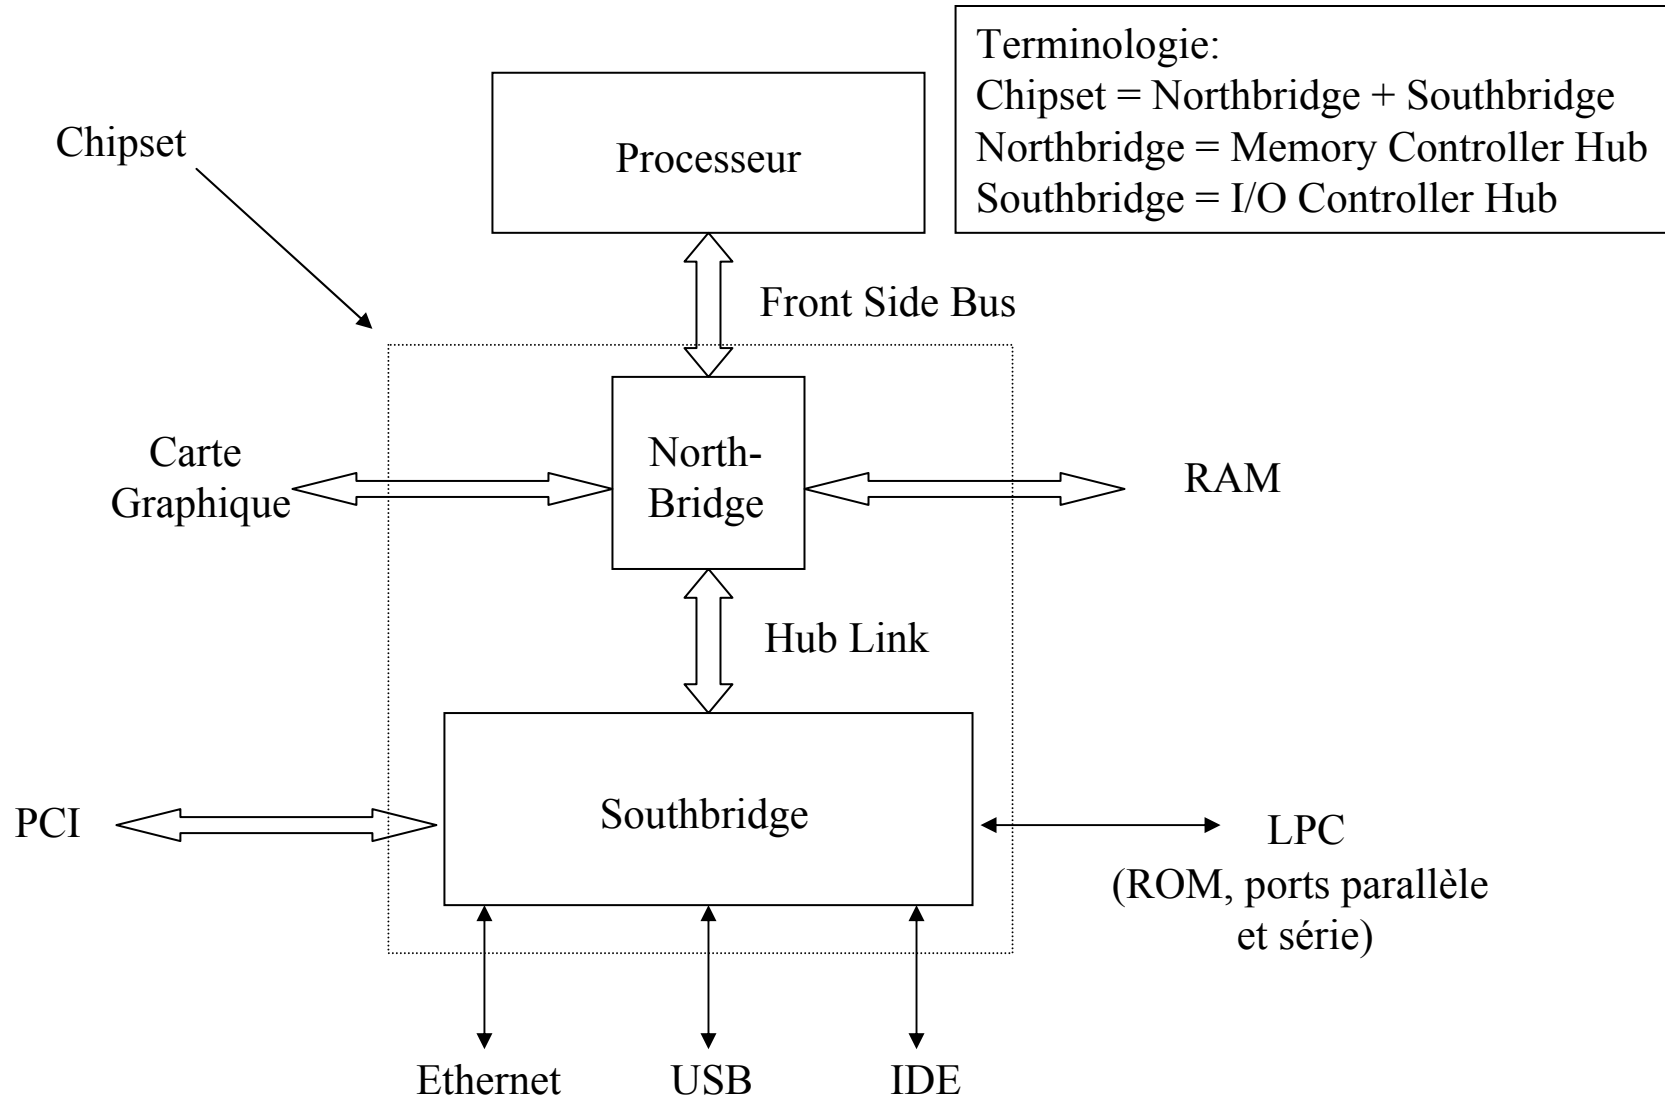 Terminologie:
Chipset = Northbridge + Southbridge
Northbridge = Memory Controller Hub
Southbridge = I/O Controller Hub
Chipset
Processeur
Front Side Bus
Carte
Graphique
North-
Bridge
RAM
Hub Link
PCI
Southbridge
LPC
(ROM, ports parallèle
et série)
Ethernet
USB
IDE